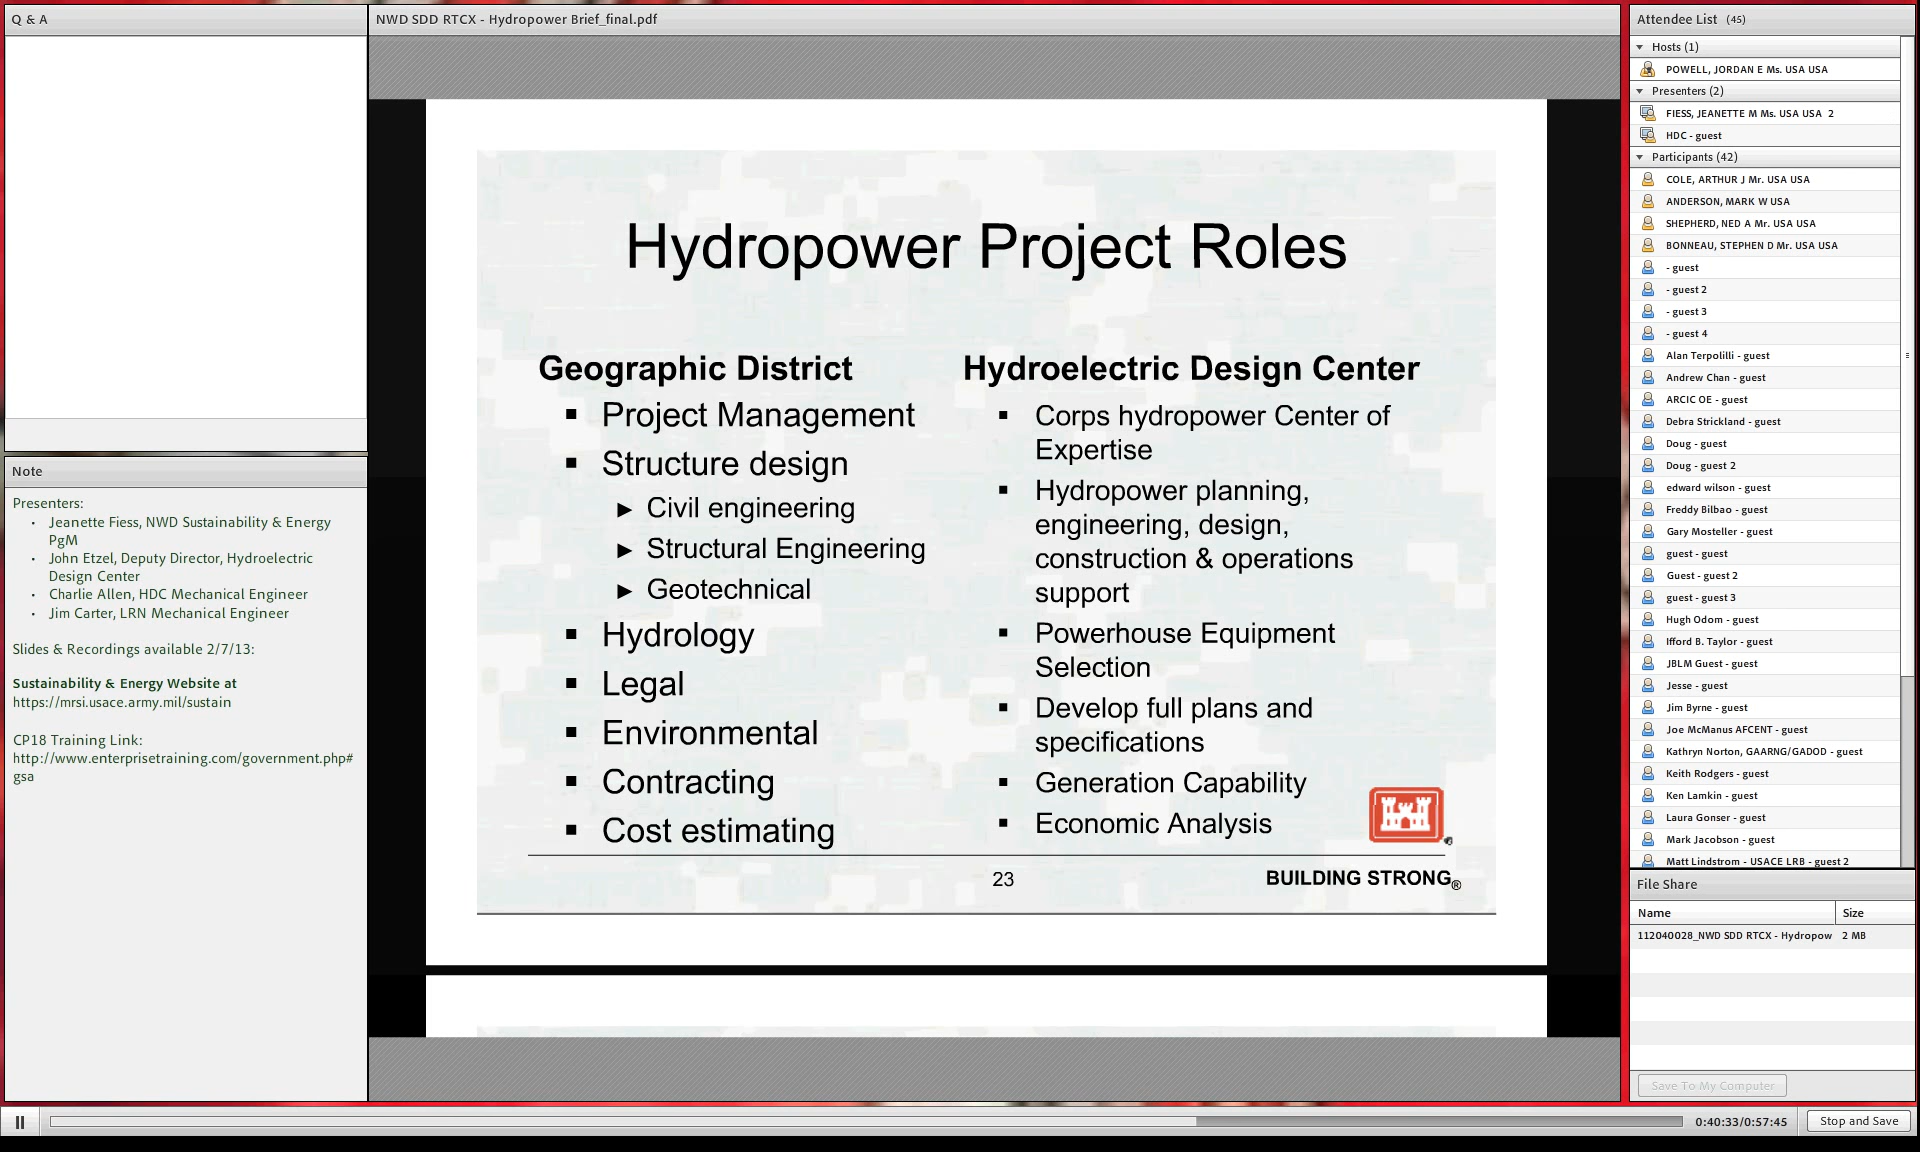 Q & A
NWD SDD RTCX - Hydropower Brief_final.pdf
Hydropower Project Roles
Geographic District
▪ Project Management
▪ Structure design
► Civil engineering
► Structural Engineering
► Geotechnical
▪ Hydrology
▪ Legal
▪ Environmental
▪ Contracting
▪ Cost estimating
Hydroelectric Design Center
▪ Corps hydropower Center of
Expertise
▪ Hydropower planning,
engineering, design,
construction & operations
support
▪ Powerhouse Equipment
Selection
▪ Develop full plans and
specifications
▪ Generation Capability
▪ Economic Analysis
23
BUILDING STRONG®
Note
Presenters:
• Jeanette Fiess, NWD Sustainability & Energy
PgM
• John Etzel, Deputy Director, Hydroelectric
Design Center
• Charlie Allen, HDC Mechanical Engineer
• Jim Carter, LRN Mechanical Engineer
Slides & Recordings available 2/7/13:
Sustainability & Energy Website at
https://mrsi.usace.army.mil/sustain
CP18 Training Link:
http://www.enterprisetraining.com/government.php#
gsa
Attendee List (45)
Hosts (1)
POWELL, JORDAN E Ms. USA USA
Presenters (2)
FIESS, JEANETTE M Ms. USA USA 2
HDC - guest
Participants (42)
COLE, ARTHUR J Mr. USA USA
ANDERSON, MARK W USA
SHEPHERD, NED A Mr. USA USA
BONNEAU, STEPHEN D Mr. USA USA
- guest
- guest 2
- guest 3
- guest 4
Alan Terpolilli - guest
Andrew Chan - guest
ARCIC OE - guest
Debra Strickland - guest
Doug - guest
Doug - guest 2
edward wilson - guest
Freddy Bilbao - guest
Gary Mosteller - guest
guest - guest
Guest - guest 2
guest - guest 3
Hugh Odom - guest
Ifford B. Taylor - guest
JBLM Guest - guest
Jesse - guest
Jim Byrne - guest
Joe McManus AFCENT - guest
Kathryn Norton, GAARNG/GADOD - guest
Keith Rodgers - guest
Ken Lamkin - guest
Laura Gonser - guest
Mark Jacobson - guest
Matt Lindstrom - USACE LRB - guest 2
File Share
Name Size
112040028_NWD SDD RTCX - Hydropow 2 MB
Save To My Computer
0:40:33/0:57:45
Stop and Save